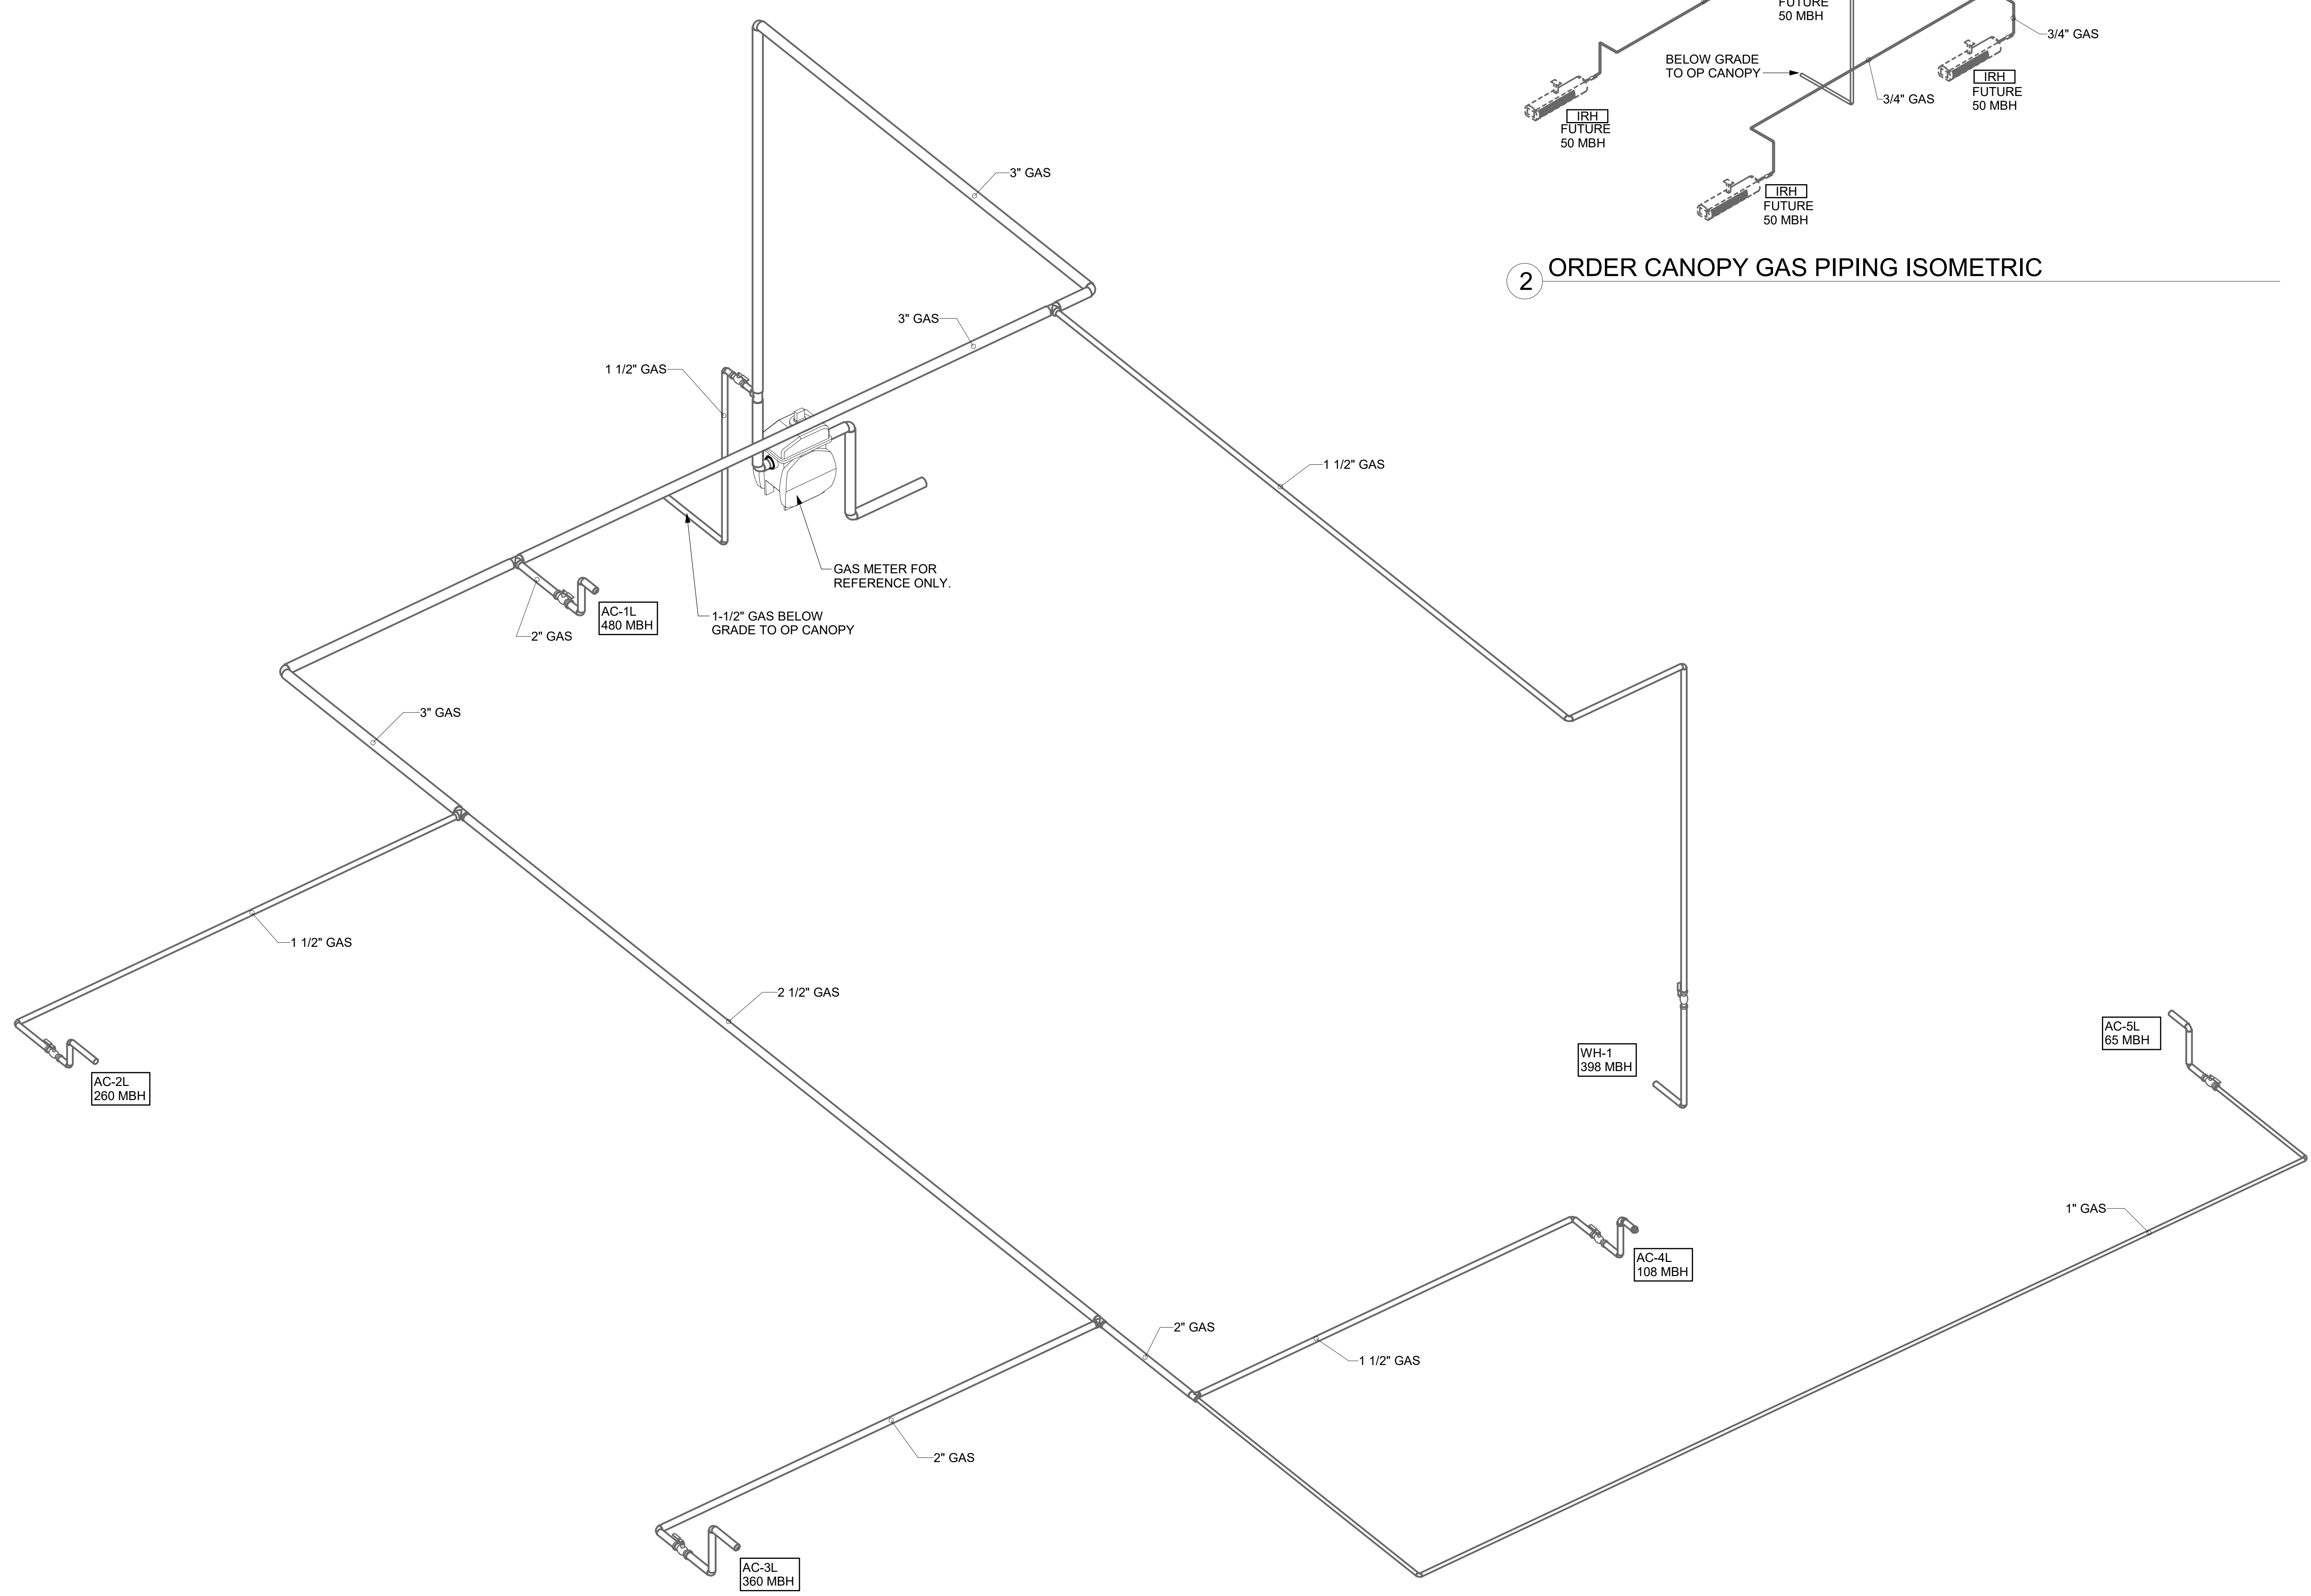 FUTURE
50 MBH
3/4" GAS
BELOW GRADE
TO OP CANOPY
IRH
FUTURE
50 MBH
3/4" GAS
IRH
FUTURE
50 MBH
IRH
FUTURE
50 MBH
2
ORDER CANOPY GAS PIPING ISOMETRIC
3" GAS
3" GAS
1 1/2" GAS
1 1/2" GAS
GAS METER FOR
REFERENCE ONLY.
AC-1L
480 MBH
1-1/2" GAS BELOW
GRADE TO OP CANOPY
2" GAS
3" GAS
1 1/2" GAS
2 1/2" GAS
AC-5L
65 MBH
WH-1
398 MBH
AC-2L
260 MBH
1" GAS
AC-4L
108 MBH
2" GAS
1 1/2" GAS
2" GAS
AC-3L
360 MBH